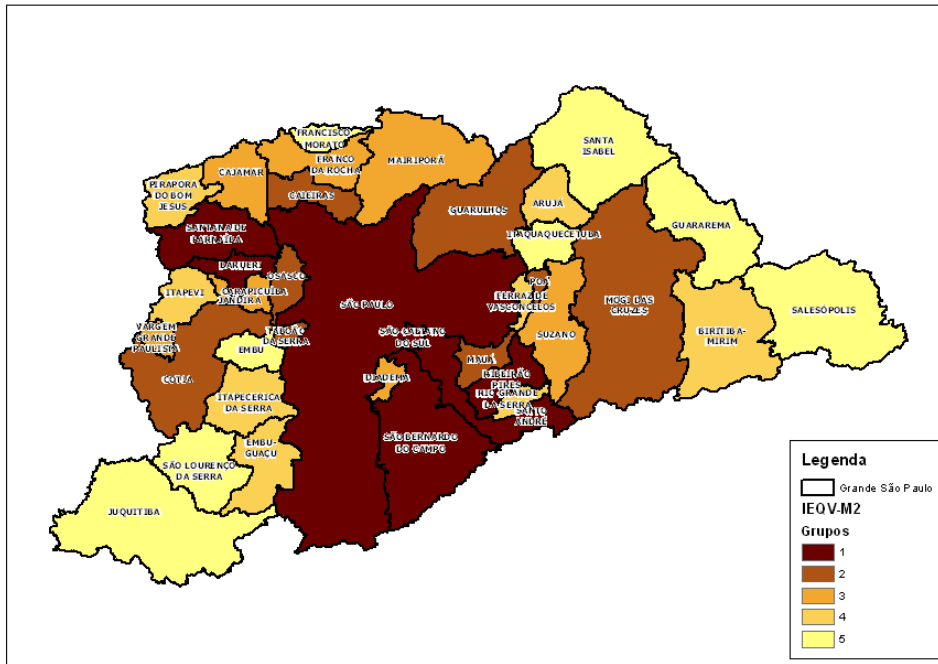 FRANCISCO
MORATO
SANTA
ISABEL
FRANCO
DA ROCHA
MAIRIPORÃ
CAJAMAR
PIRAPORA
DO BOM
JESUS
CAIEIRAS
ARUJÁ
GUARULHOS
GUARAREMA
SANTANA DE
PARNAÍBA
ITAQUAQUECETUBA
BARUERI
OSASCO
POÁ
ITAPEVI
CARAPICUÍBA
JANDIRA
FERRAZ DE
VASCONCELOS
SÃO PAULO
MOGI DAS
CRUZES
SALESÓPOLIS
VARGEM
GRANDE
PAULISTA
TABOÃO
DA SERRA
SÃO CAETANO
DO SUL
SUZANO
BIRITIBA-
MIRIM
EMBU
MAUÁ
COTIA
DIADEMA
RIBEIRÃO
PIRES
RIO GRANDE
DA SERRA
ITAPECERICA
DA SERRA
SANTO
ANDRÉ
EMBU-
GUAÇU
SÃO BERNARDO
DO CAMPO
SÃO LOURENÇO
DA SERRA
JUQUITIBA
Legenda
Grande São Paulo
IEQV-M2
Grupos
1
2
3
4
5